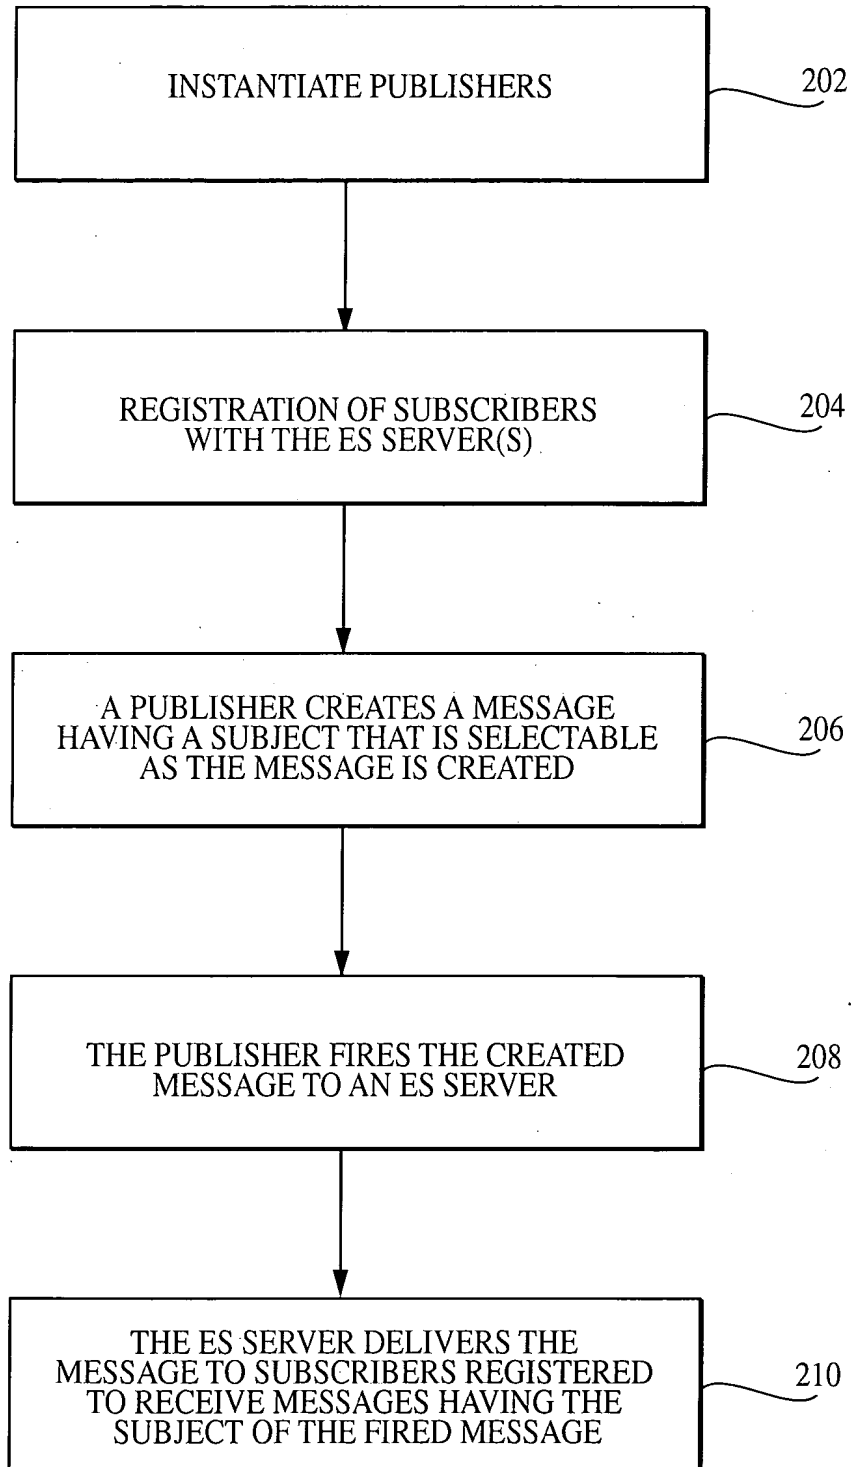 INSTANTIATE PUBLISHERS
202
REGISTRATION OF SUBSCRIBERS
WITH THE ES SERVER(S)
204
A PUBLISHER CREATES A MESSAGE
HAVING A SUBJECT THAT IS SELECTABLE
AS THE MESSAGE IS CREATED
206
THE PUBLISHER FIRES THE CREATED
MESSAGE TO AN ES SERVER
208
THE ES SERVER DELIVERS THE
MESSAGE TO SUBSCRIBERS REGISTERED
TO RECEIVE MESSAGES HAVING THE
SUBJECT OF THE FIRED MESSAGE
210